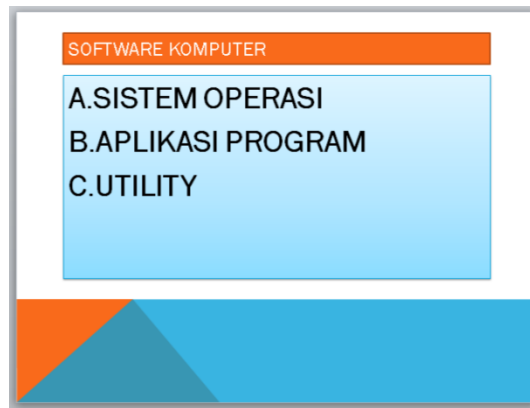 SOFTWARE KOMPUTER
A.SISTEM OPERASI
B.APLIKASI PROGRAM
C.UTILITY